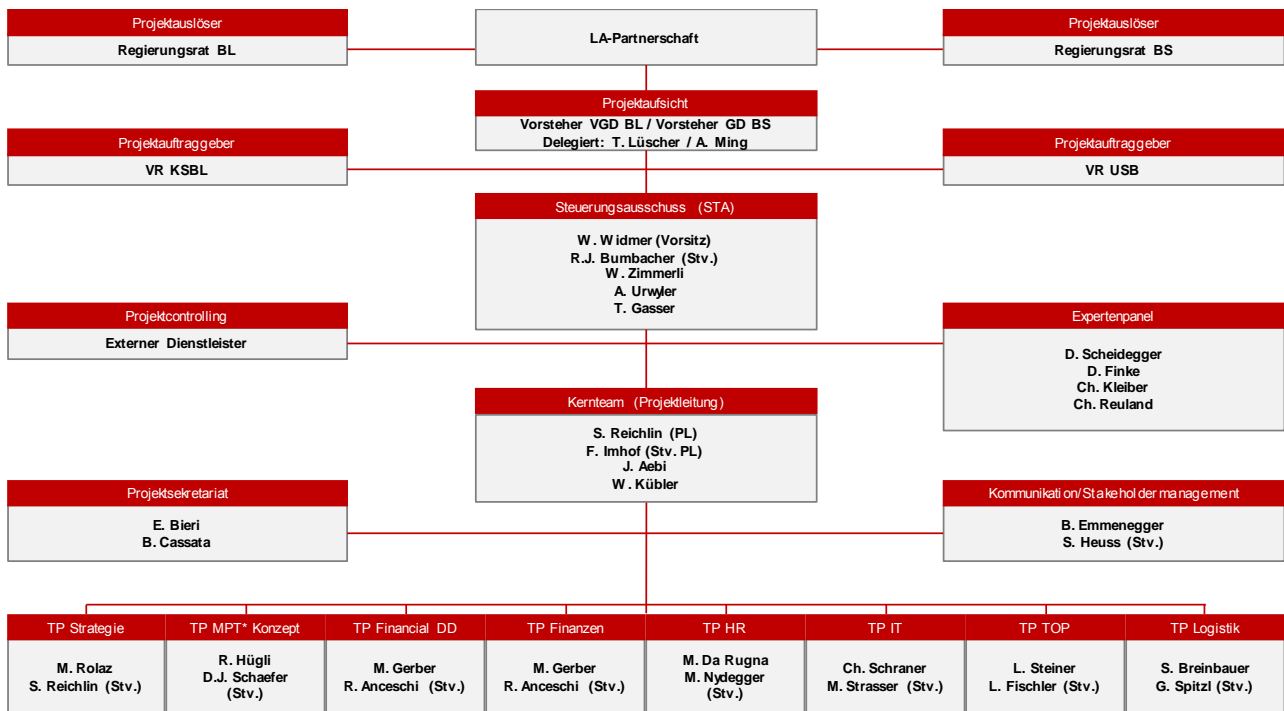 Projektauslöser
Regierungsrat BL
LA-Partnerschaft
Projektauslöser
Regierungsrat BS
Projektaufsicht
Vorsteher VGD BL / Vorsteher GD BS
Delegiert: T. Lüscher / A. Ming
Projektauftraggeber
VR KSBL
Projektauftraggeber
VR USB
Steuerungsausschuss (STA)
W. Widmer (Vorsitz)
R.J. Bumbacher (Stv.)
W. Zimmerli
A. Urwyler
T. Gasser
Projektcontrolling
Externer Dienstleister
Expertenpanel
D. Scheidegger
D. Finke
Ch. Kleiber
Ch. Reuland
Kernteam (Projektleitung)
S. Reichlin (PL)
F. Imhof (Stv. PL)
J. Aebi
W. Kübler
Projektsekretariat
E. Bieri
B. Cassata
Kommunikation/Stakeholdermanagement
B. Emmenegger
S. Heuss (Stv.)
TP Strategie
M. Rolaz
S. Reichlin (Stv.)
TP MPT* Konzept
R. Hügli
D.J. Schaefer
(Stv.)
TP Financial DD
M. Gerber
R. Anceschi (Stv.)
TP Finanzen
M. Gerber
R. Anceschi (Stv.)
TP HR
M. Da Rugna
M. Nydegger
(Stv.)
TP IT
Ch. Schraner
M. Strasser (Stv.)
TP TOP
L. Steiner
L. Fischler (Stv.)
TP Logistik
S. Breinbauer
G. Spitzl (Stv.)